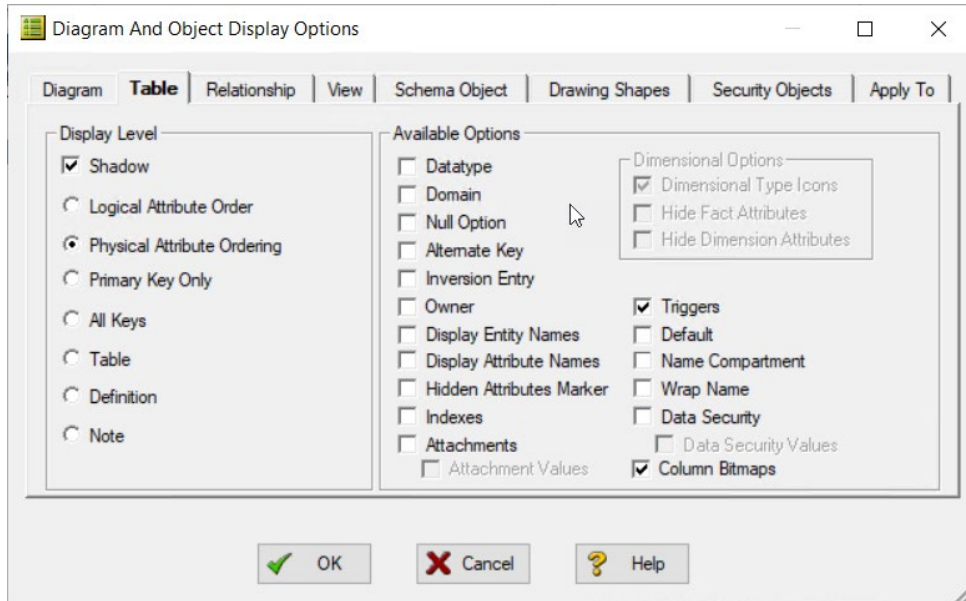 Diagram And Object Display Options
Diagram Table Relationship View Schema Object Drawing Shapes Security Objects Apply To
Display Level
Shadow
Logical Attribute Order
Physical Attribute Ordering
Primary Key Only
All Keys
Table
Definition
Note
Available Options
Datatype
Domain
Null Option
Alternate Key
Inversion Entry
Owner
Display Entity Names
Display Attribute Names
Hidden Attributes Marker
Indexes
Attachments
Attachment Values
Dimensional Options
Dimensional Type Icons
Hide Fact Attributes
Hide Dimension Attributes
Triggers
Default
Name Compartment
Wrap Name
Data Security
Data Security Values
Column Bitmaps
OK Cancel Help